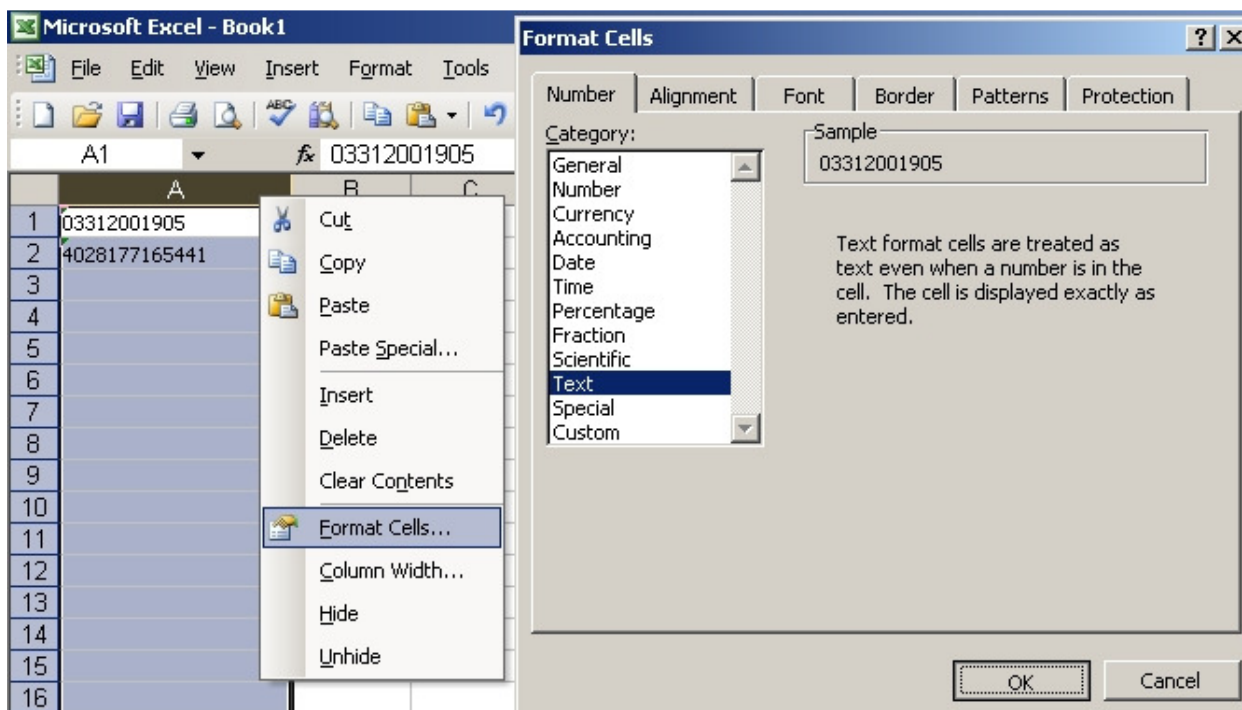 Microsoft Excel - Book1
File Edit View Insert Format Tools
ABC
A1 fx 03312001905
A B C
1 03312001905
2 4028177165441
3
4
5
6
7
8
9
10
11
12
13
14
15
16
Cut
Copy
Paste
Paste Special...
Insert
Delete
Clear Contents
Format Cells...
Column Width...
Hide
Unhide
Format Cells
Number Alignment Font Border Patterns Protection
Category:
General
Number
Currency
Accounting
Date
Time
Percentage
Fraction
Scientific
Text
Special
Custom
Sample
03312001905
Text format cells are treated as
text even when a number is in the
cell. The cell is displayed exactly as
entered.
OK Cancel